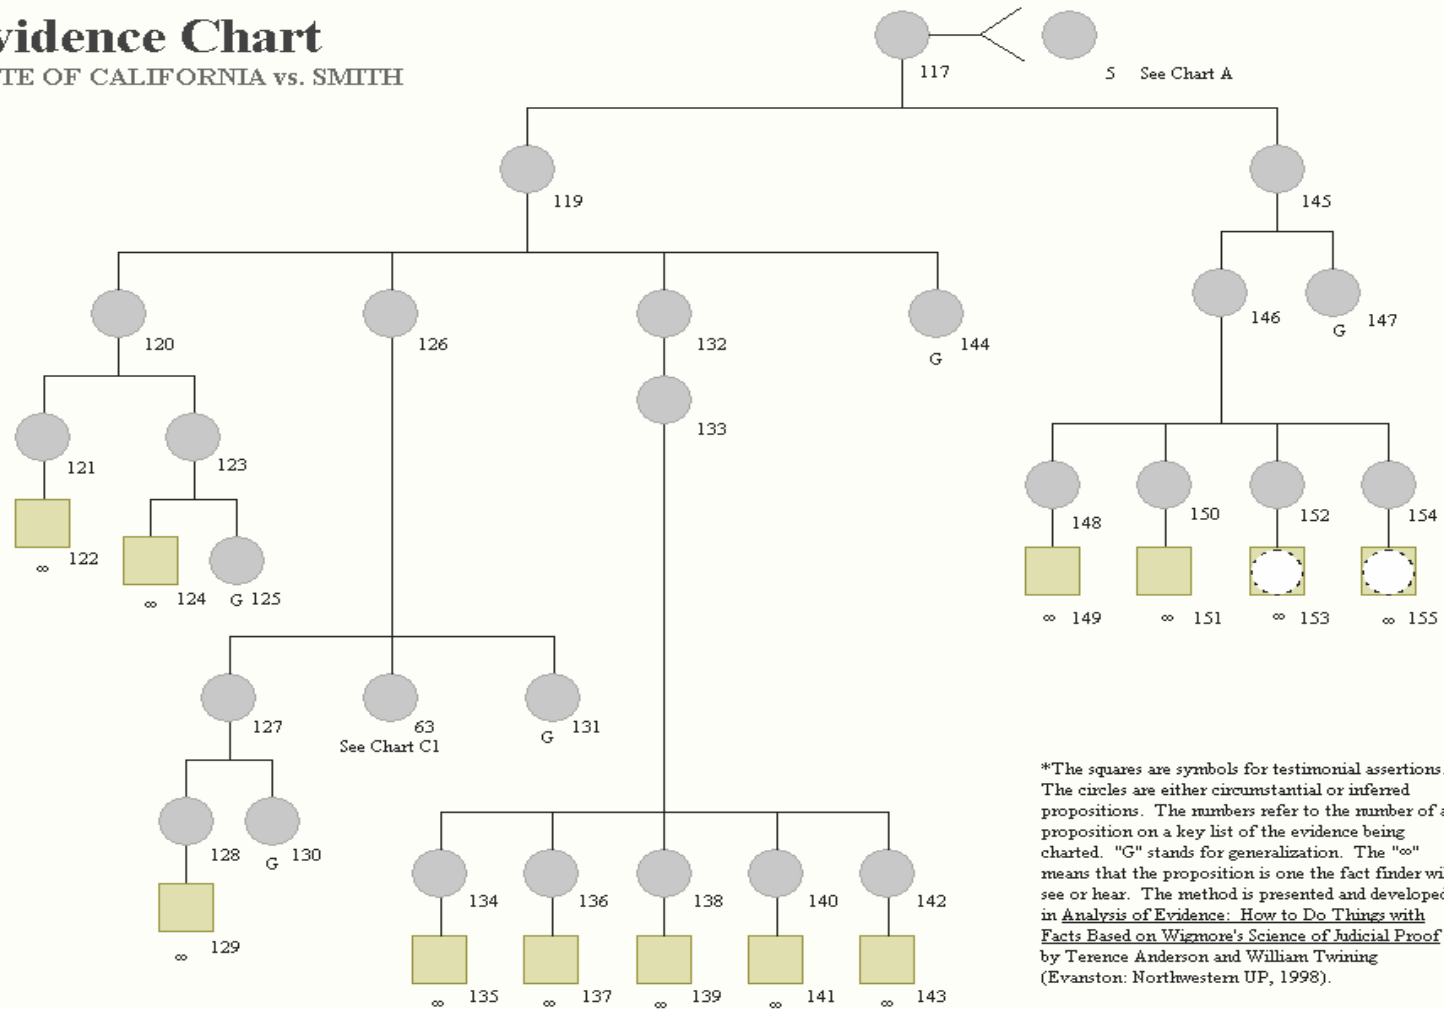 vidence Chart
TE OF CALIFORNIA vs. SMITH
117
5 See Chart A
119
145
120
126
132
G 144
146
G 147
133
121
123
148
150
152
154
∞ 122
∞ 124
G 125
∞ 149
∞ 151
∞ 153
∞ 155
127
63
See Chart C1
G 131
128
G 130
∞ 129
134
136
138
140
142
∞ 135
∞ 137
∞ 139
∞ 141
∞ 143
*The squares are symbols for testimonial assertions.
The circles are either circumstantial or inferred
propositions. The numbers refer to the number of a
proposition on a key list of the evidence being
charted. "G" stands for generalization. The "∞"
means that the proposition is one the fact finder wi
see or hear. The method is presented and developed
in Analysis of Evidence: How to Do Things with
Facts Based on Wigmore's Science of Judicial Proof
by Terence Anderson and William Twining
(Evanston: Northwestern UP, 1998).